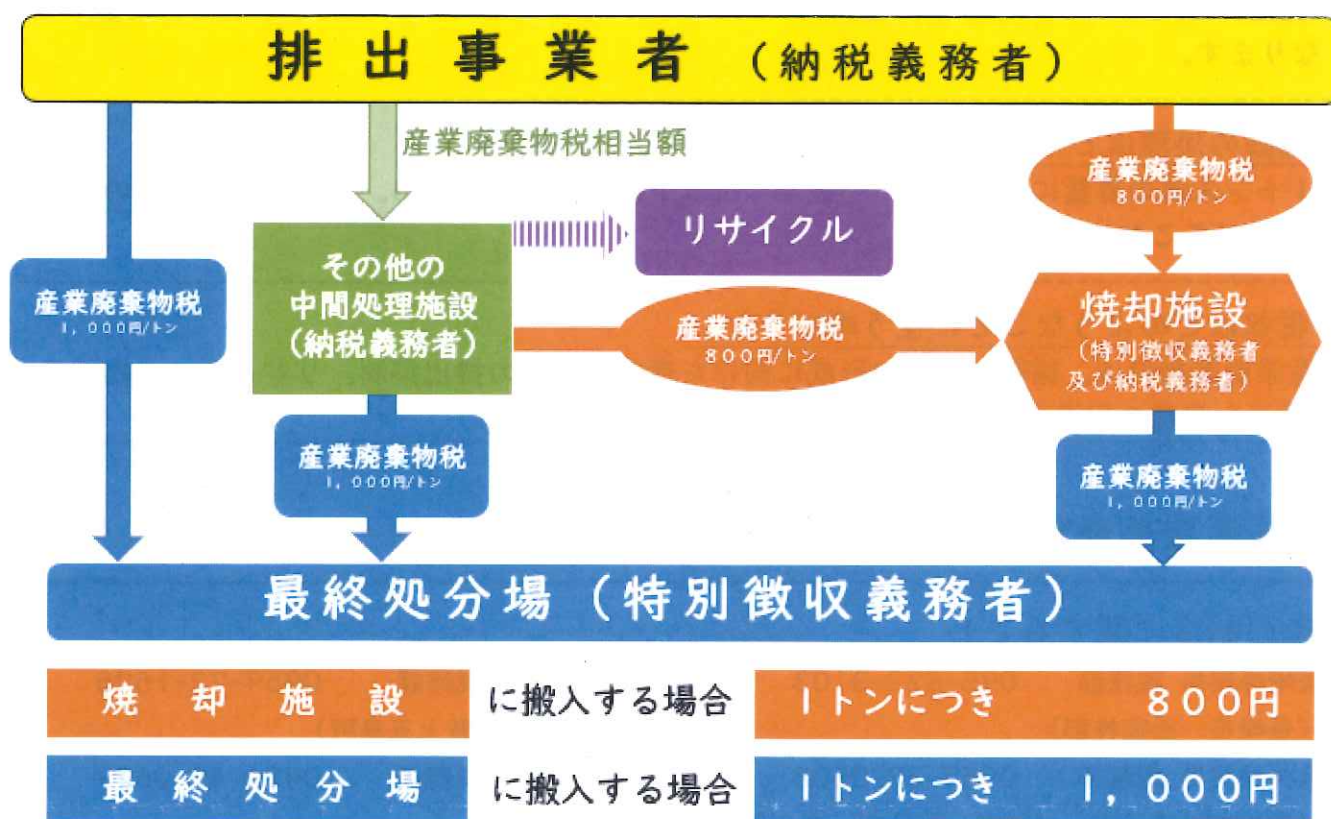 なります。
排出事業者（納税義務者）
産業廃棄物税相当額
産業廃棄物税
800円/トン
リサイクル
その他の
中間処理施設
（納税義務者）
産業廃棄物税
1,000円/トン
産業廃棄物税
800円/トン
焼却施設
（特別徴収義務者
及び納税義務者）
産業廃棄物税
1,000円/トン
産業廃棄物税
1,000円/トン
最終処分場（特別徴収義務者）
焼却施設 に搬入する場合 1トンにつき 800円
最終処分場 に搬入する場合 1トンにつき 1,000円